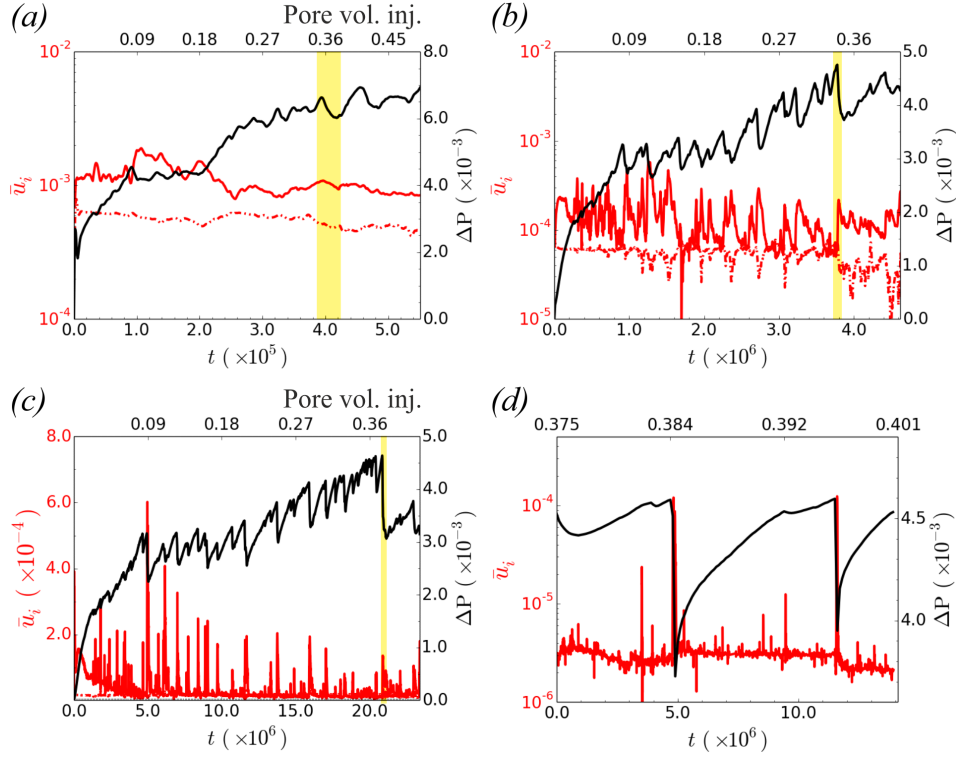 (a) Pore vol. inj. (b)
0.09 0.18 0.27 0.36 0.45
0.09 0.18 0.27 0.36
10^{-2} 8.0 10^{-2} 5.0
6.0 4.0
10^{-3} 4.0 10^{-3} 3.0
2.0 10^{-4} 2.0
1.0
10^{-4} 0.0 10^{-5} 0.0
ū_i ΔP (×10^{-3}) ū_i ΔP (×10^{-3})
0.0 1.0 2.0 3.0 4.0 5.0
0.0 1.0 2.0 3.0 4.0
t (×10^5) t (×10^6)
(c) Pore vol. inj. (d)
0.09 0.18 0.27 0.36
0.375 0.384 0.392 0.401
8.0 5.0
6.0 4.0 10^{-4} 4.5
4.0 3.0
2.0 10^{-5} 4.0
2.0 1.0
0.0 10^{-6}
ū_i (×10^{-4}) ΔP (×10^{-3}) ū_i ΔP (×10^{-3})
0.0 5.0 10.0 15.0 20.0
0.0 5.0 10.0
t (×10^6) t (×10^6)